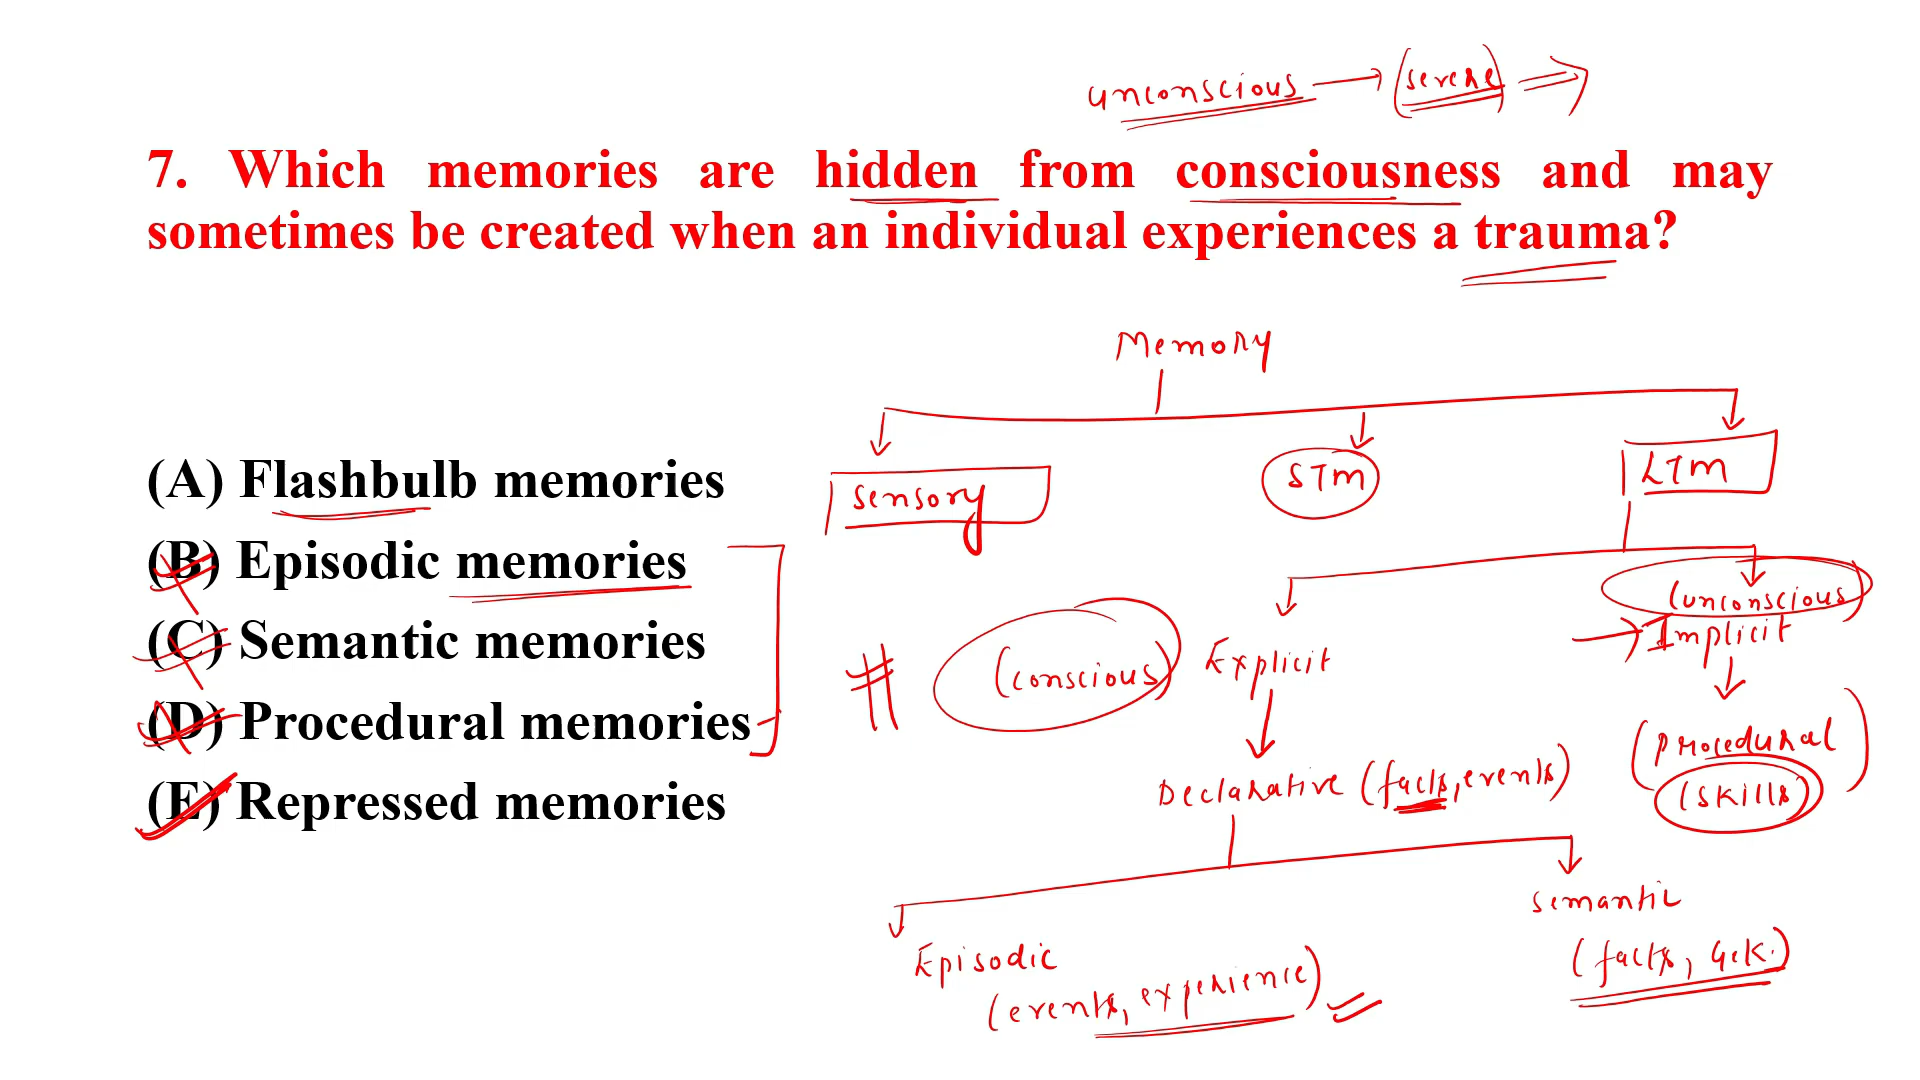 unconscious → (severe) ⇒
7. Which memories are hidden from consciousness and may
sometimes be created when an individual experiences a trauma?
Memory
(A) Flashbulb memories
(B) Episodic memories
(C) Semantic memories
(D) Procedural memories
(E) Repressed memories
Sensory
STM
LTM
(unconscious)
Implicit
# (conscious) Explicit
(Procedural
(skills)
Declarative (facts, events)
Episodic
(events, experience)
Semantic
(facts, G.K.)